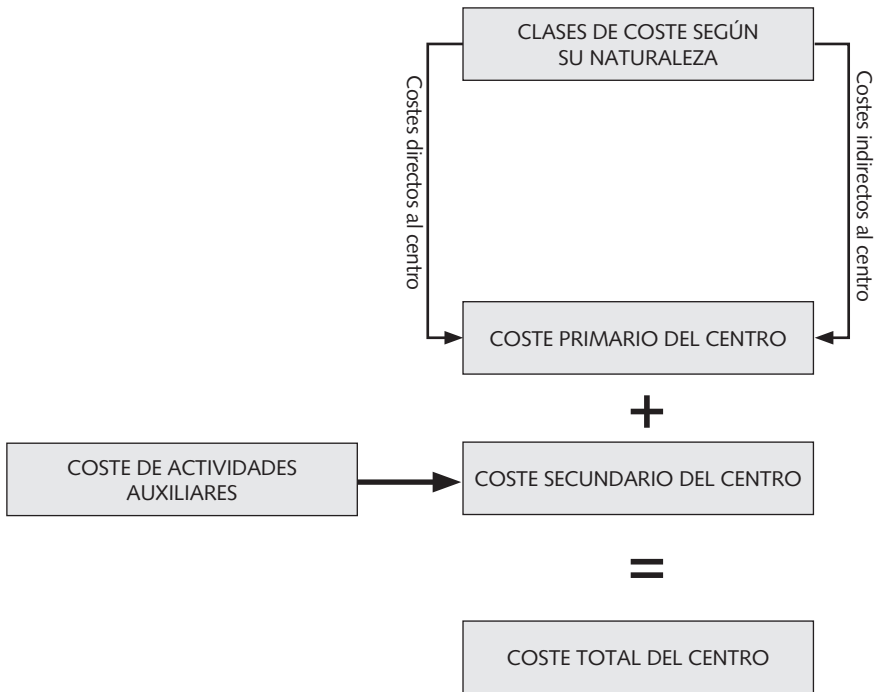 CLASES DE COSTE SEGÚN
SU NATURALEZA
Costes directos al centro
Costes indirectos al centro
COSTE PRIMARIO DEL CENTRO
+
COSTE DE ACTIVIDADES
AUXILIARES
COSTE SECUNDARIO DEL CENTRO
=
COSTE TOTAL DEL CENTRO